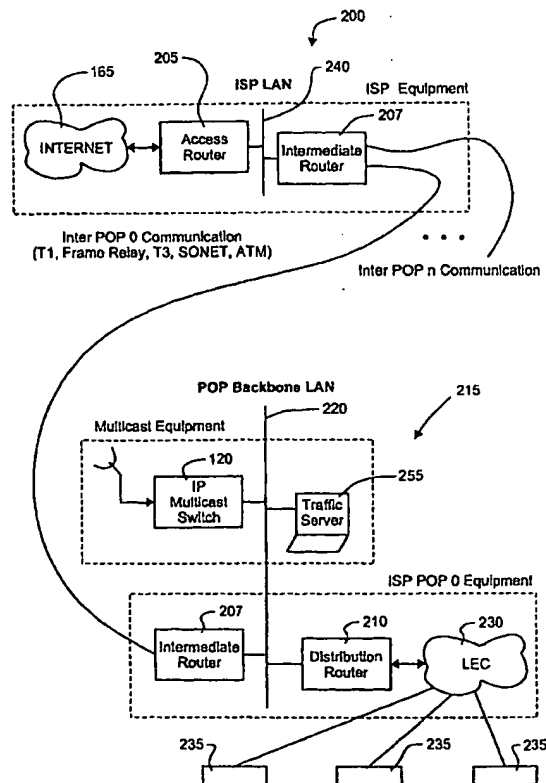 200
205
165
ISP LAN
240
ISP Equipment
207
INTERNET
Access
Router
Intermediate
Router
Inter POP 0 Communication
(T1, Frame Relay, T3, SONET, ATM)
• • •
Inter POP n Communication
POP Backbone LAN
220
215
Multicast Equipment
120
255
IP
Multicast
Switch
Traffic
Server
ISP POP 0 Equipment
207
210
230
Intermediate
Router
Distribution
Router
LEC
235
235
235